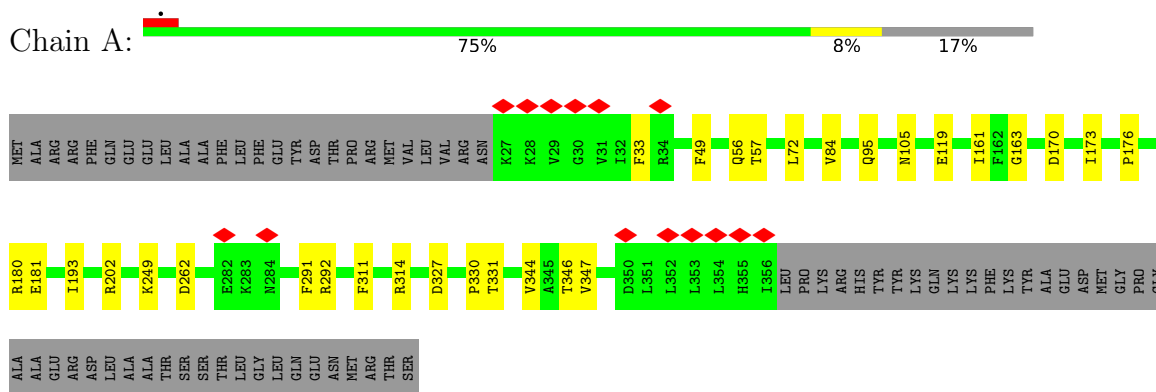 Chain A:
75% 8% 17%
MET ALA ARG ARG PHE GLN GLU GLU LEU ALA ALA PHE LEU PHE GLU TYR ASP THR PRO ARG MET VAL LEU VAL ARG ASN K27 K28 V29 G30 V31 I32 F33 R34 F49 Q56 T57 L72 V84 Q95 N105 E119 I161 F162 G163 D170 I173 P176
R180 E181 I193 R202 K249 D262 E282 K283 N284 F291 R292 F311 R314 D327 P330 T331 V344 A345 T346 V347 D350 L351 L352 L353 L354 H355 I356 LEU PRO LYS ARG HIS TYR TYR LYS GLN LYS LYS PHE LYS TYR ALA GLU ASP MET GLY PRO GLY
ALA ALA GLU ARG ASP LEU ALA ALA THR SER SER THR LEU GLY LEU GLN GLU ASN MET ARG THR SER